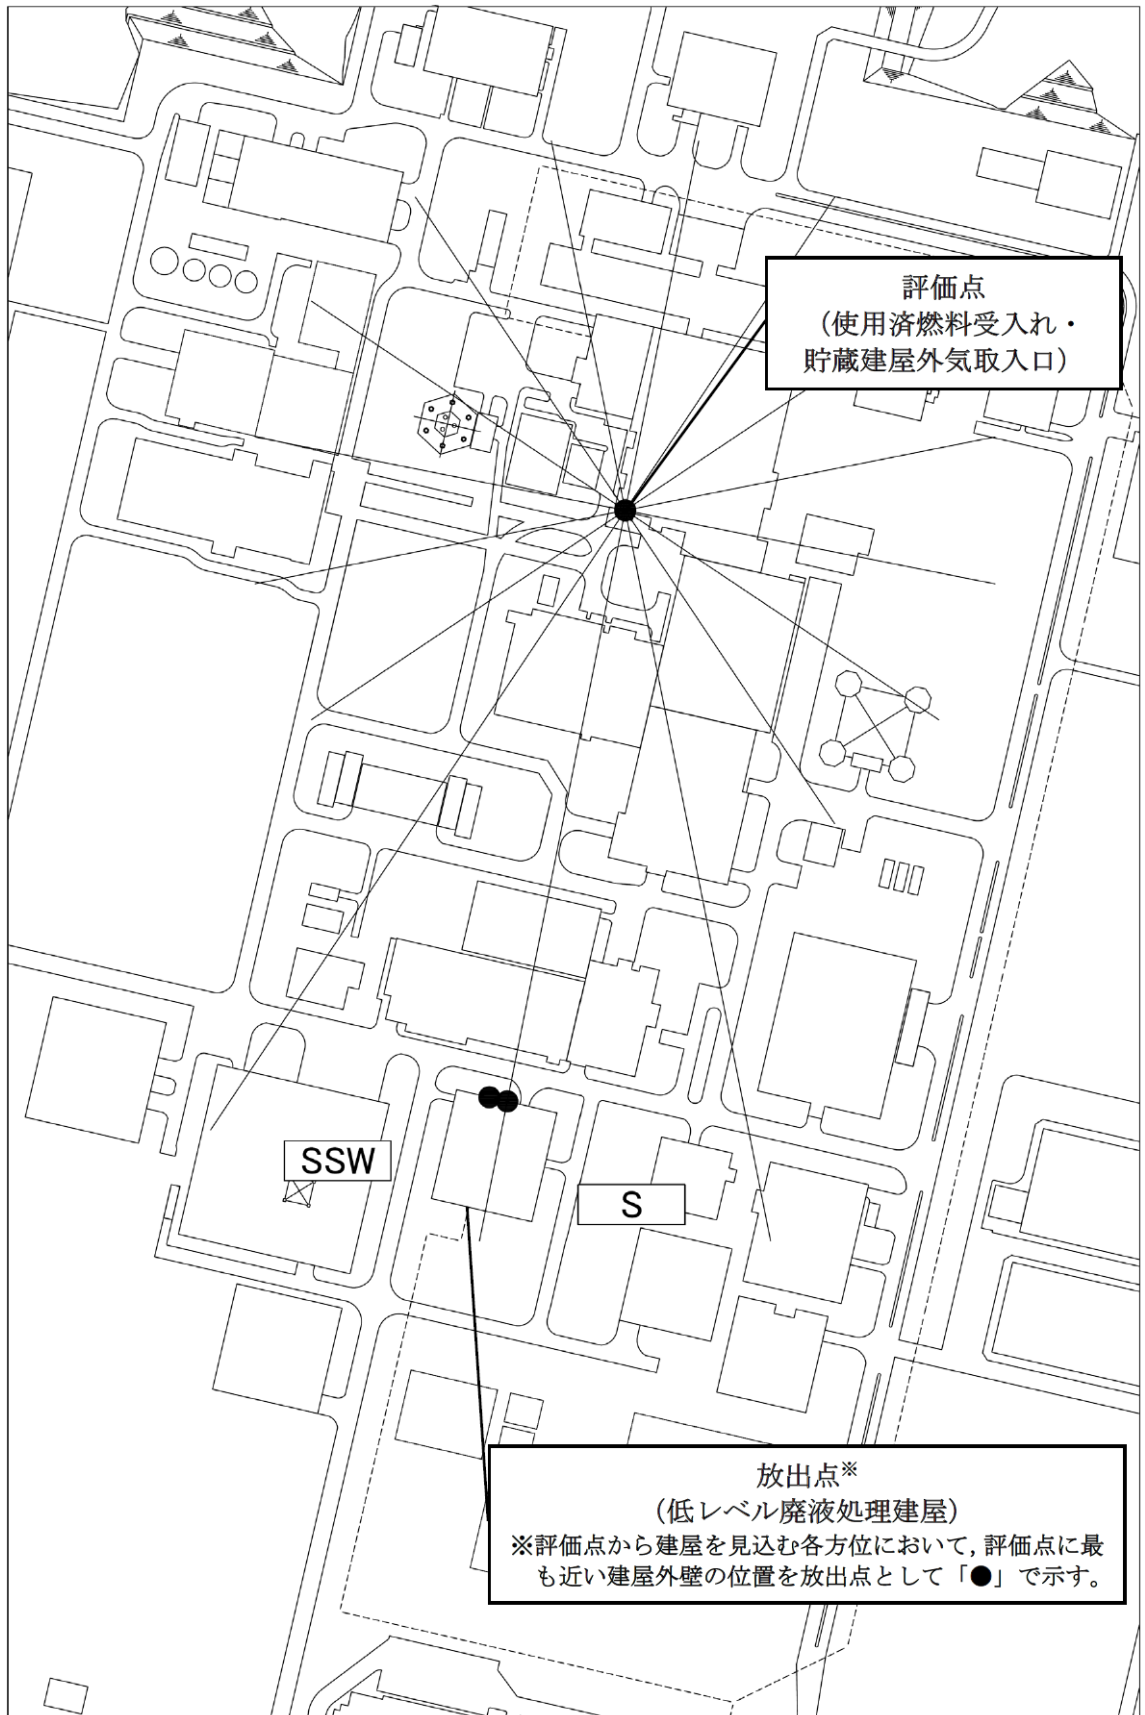 評価点
（使用済燃料受入れ・
貯蔵建屋外気取入口）
SSW
S
放出点※
（低レベル廃液処理建屋）
※評価点から建屋を見込む各方位において，評価点に最
も近い建屋外壁の位置を放出点として「●」で示す。